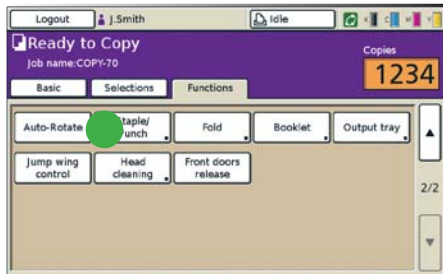 Logout J.Smith Idle K C M Y
Ready to Copy
Job name:COPY-70
Copies
1234
Basic Selections Functions
Auto-Rotate Fold Booklet Output tray
Jump wing control
Head cleaning
Front doors release
2/2